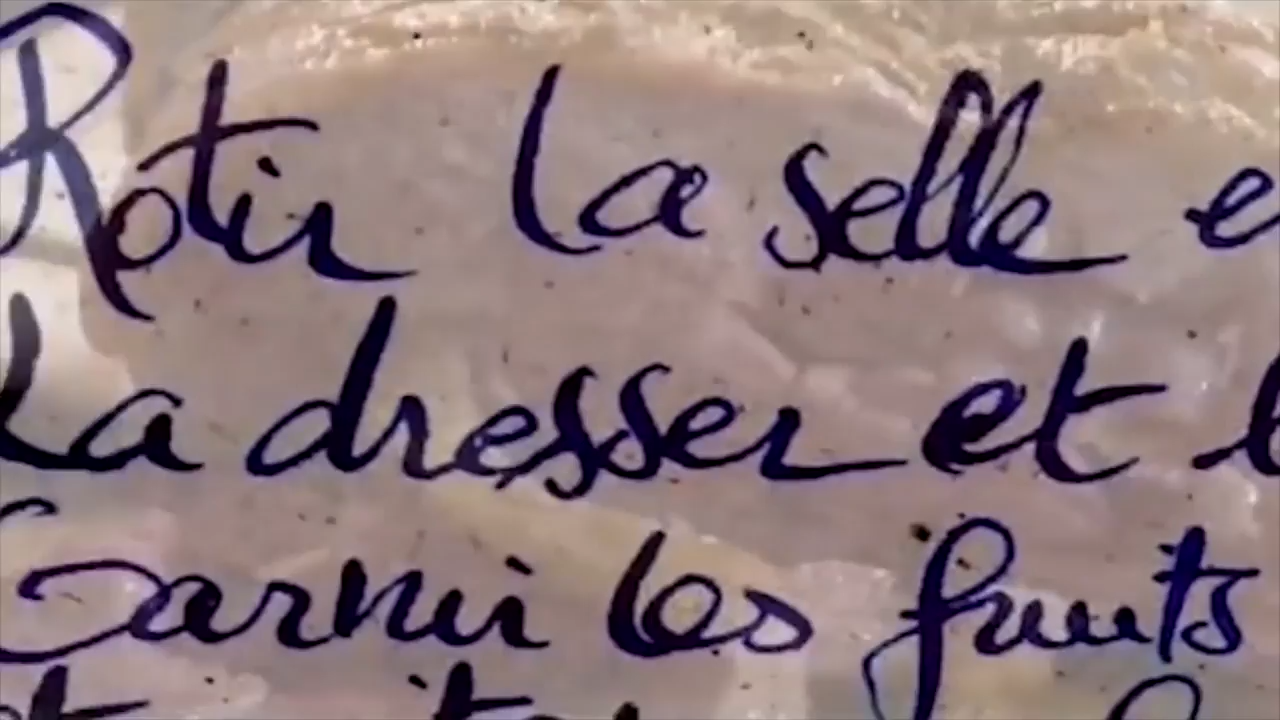 Rotir la selle e
La dresser et l
Garnir les fruits